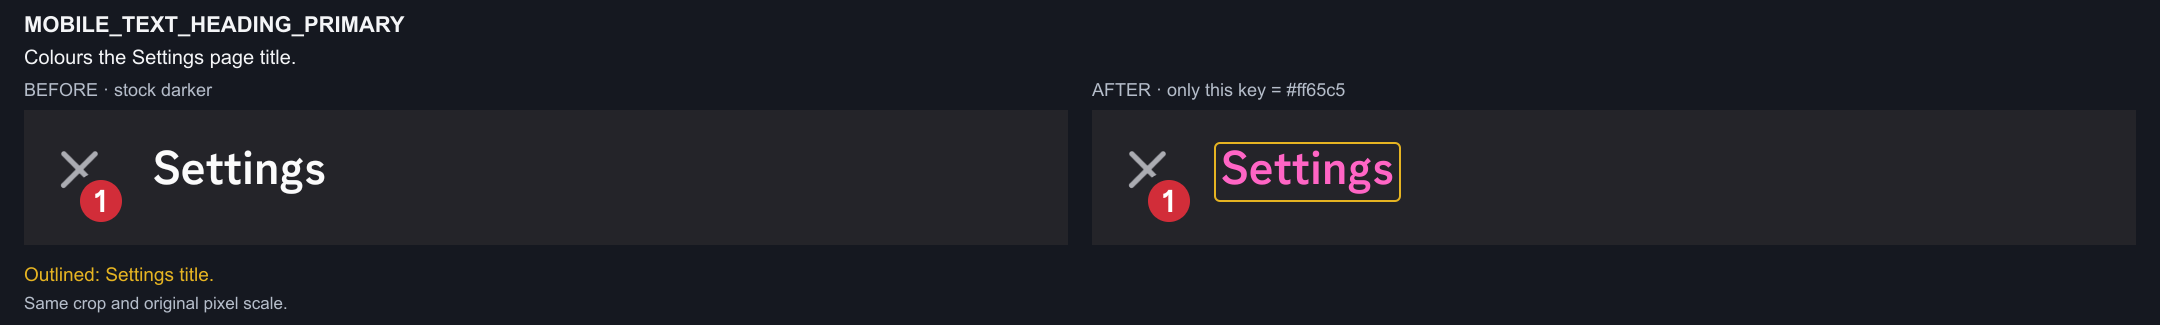 MOBILE_TEXT_HEADING_PRIMARY
Colours the Settings page title.
BEFORE · stock darker
AFTER · only this key = #ff65c5
Settings
1
Settings
1
Outlined: Settings title.
Same crop and original pixel scale.